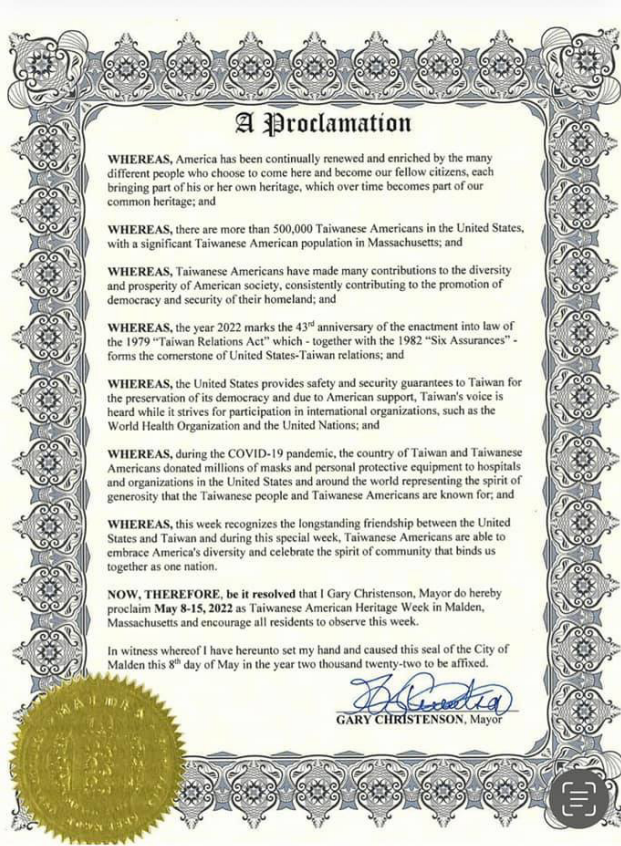 A Proclamation
WHEREAS, America has been continually renewed and enriched by the many
different people who choose to come here and become our fellow citizens, each
bringing part of his or her own heritage, which over time becomes part of our
common heritage; and
WHEREAS, there are more than 500,000 Taiwanese Americans in the United States,
with a significant Taiwanese American population in Massachusetts; and
WHEREAS, Taiwanese Americans have made many contributions to the diversity
and prosperity of American society, consistently contributing to the promotion of
democracy and security of their homeland; and
WHEREAS, the year 2022 marks the 43rd anniversary of the enactment into law of
the 1979 “Taiwan Relations Act” which - together with the 1982 “Six Assurances” -
forms the cornerstone of United States-Taiwan relations; and
WHEREAS, the United States provides safety and security guarantees to Taiwan for
the preservation of its democracy and due to American support, Taiwan's voice is
heard while it strives for participation in international organizations, such as the
World Health Organization and the United Nations; and
WHEREAS, during the COVID-19 pandemic, the country of Taiwan and Taiwanese
Americans donated millions of masks and personal protective equipment to hospitals
and organizations in the United States and around the world representing the spirit of
generosity that the Taiwanese people and Taiwanese Americans are known for; and
WHEREAS, this week recognizes the longstanding friendship between the United
States and Taiwan and during this special week, Taiwanese Americans are able to
embrace America's diversity and celebrate the spirit of community that binds us
together as one nation.
NOW, THEREFORE, be it resolved that I Gary Christenson, Mayor do hereby
proclaim May 8-15, 2022 as Taiwanese American Heritage Week in Malden,
Massachusetts and encourage all residents to observe this week.
In witness whereof I have hereunto set my hand and caused this seal of the City of
Malden this 8th day of May in the year two thousand twenty-two to be affixed.
GARY CHRISTENSON, Mayor
MALDEN